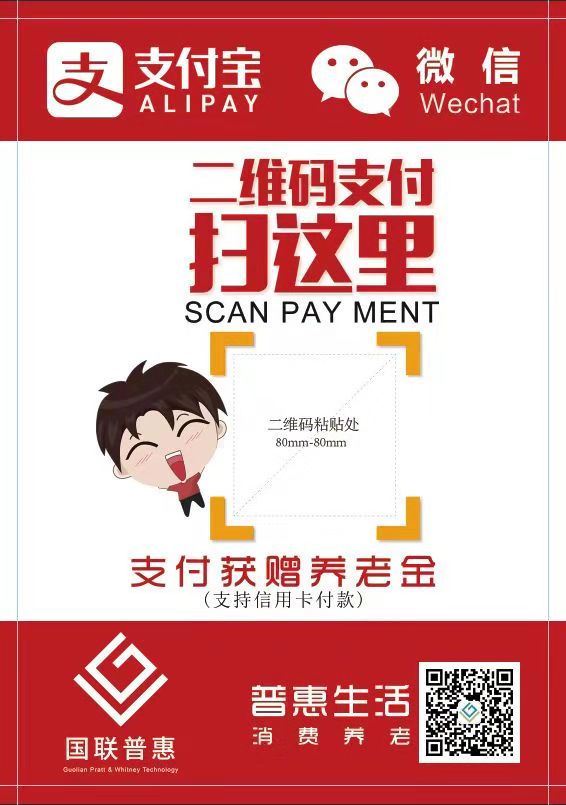 支付宝
ALIPAY
微信
Wechat
二维码支付
扫这里
SCAN PAY MENT
二维码粘贴处
80mm-80mm
支付获赠养老金
(支持信用卡付款)
国联普惠
Guolian Pratt & Whitney Technology
普惠生活
消费养老